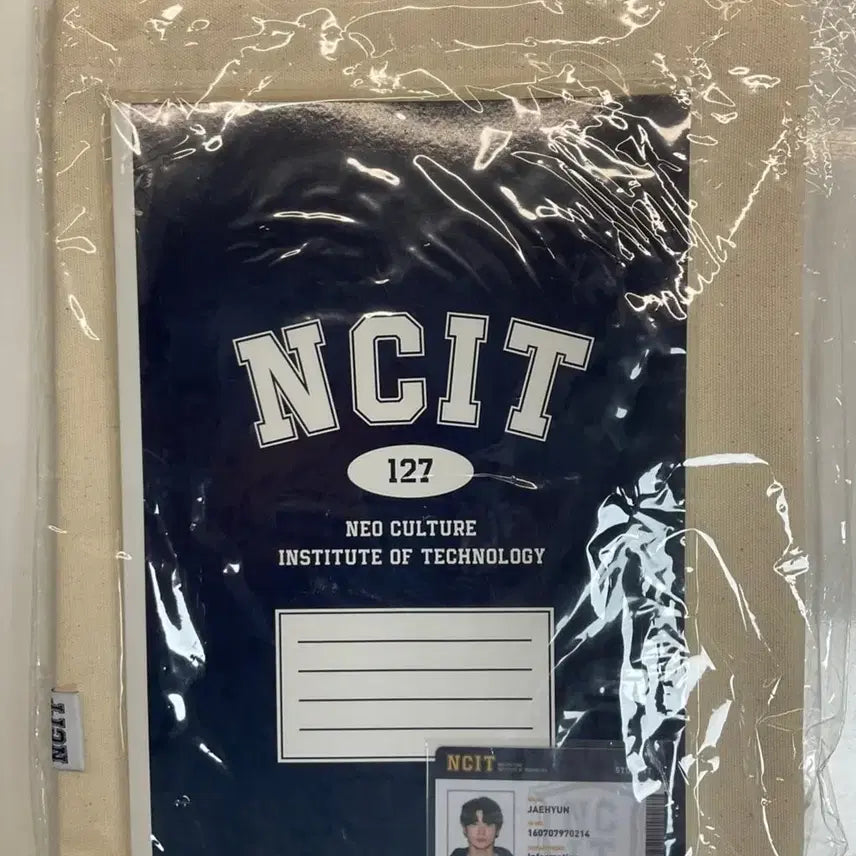 NCIT
127
NEO CULTURE
INSTITUTE OF TECHNOLOGY
NCIT
NCIT
JAEHYUN
160707970214